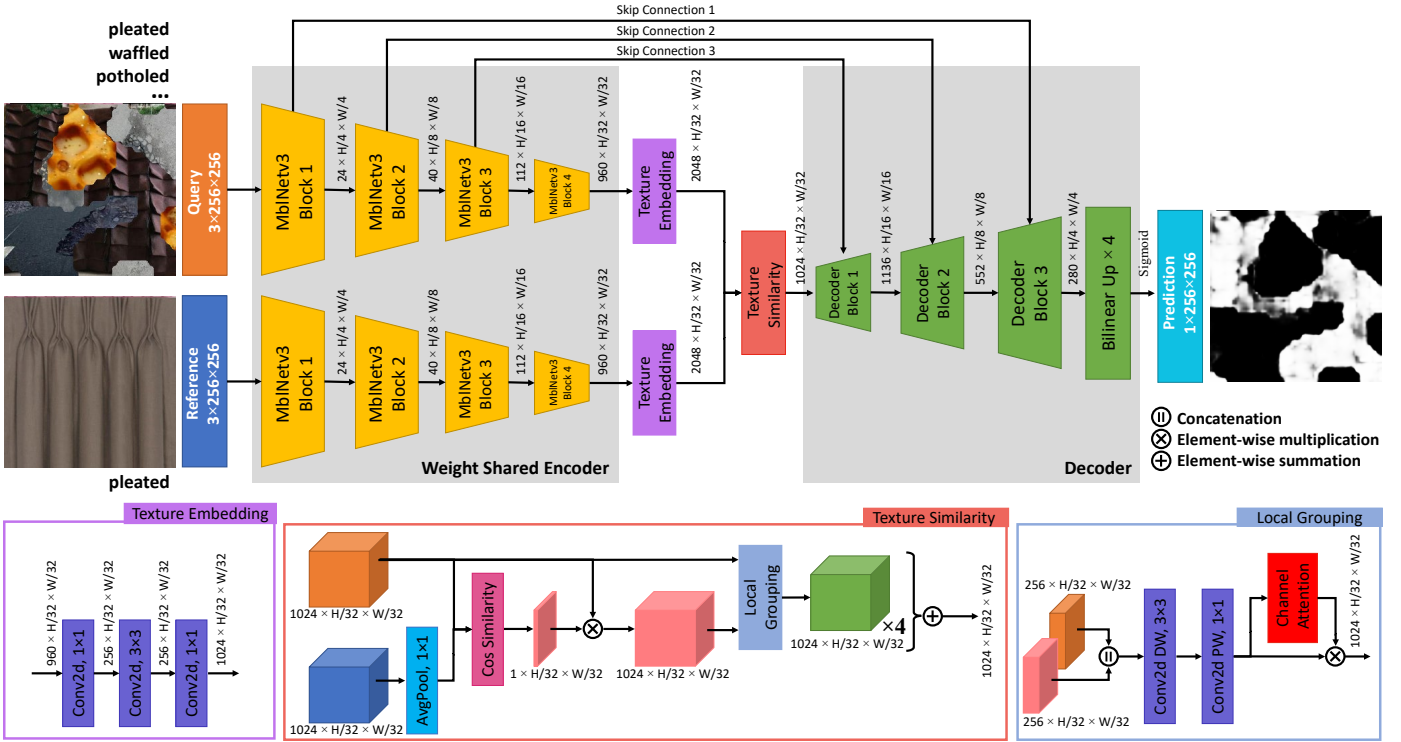 pleated
waffled
potholed
...
Skip Connection 1
Skip Connection 2
Skip Connection 3
Query
3×256×256
MblNetv3
Block 1
24 × H/4 × W/4
MblNetv3
Block 2
40 × H/8 × W/8
MblNetv3
Block 3
112 × H/16 × W/16
MblNetv3
Block 4
960 × H/32 × W/32
Texture
Embedding
2048 × H/32 × W/32
Reference
3×256×256
MblNetv3
Block 1
24 × H/4 × W/4
MblNetv3
Block 2
40 × H/8 × W/8
MblNetv3
Block 3
112 × H/16 × W/16
MblNetv3
Block 4
960 × H/32 × W/32
Texture
Embedding
2048 × H/32 × W/32
pleated
Weight Shared Encoder
Texture
Similarity
1024 × H/32 × W/32
Decoder
Block 1
1136 × H/16 × W/16
Decoder
Block 2
552 × H/8 × W/8
Decoder
Block 3
280 × H/4 × W/4
Bilinear Up × 4
Sigmoid
Prediction
1×256×256
Decoder
Concatenation
Element-wise multiplication
Element-wise summation
Texture Embedding
960 × H/32 × W/32
Conv2d, 1×1
256 × H/32 × W/32
Conv2d, 3×3
256 × H/32 × W/32
Conv2d, 1×1
1024 × H/32 × W/32
Texture Similarity
1024 × H/32 × W/32
1024 × H/32 × W/32
AvgPool, 1×1
Cos Similarity
1 × H/32 × W/32
1024 × H/32 × W/32
Local
Grouping
×4
1024 × H/32 × W/32
1024 × H/32 × W/32
Local Grouping
256 × H/32 × W/32
256 × H/32 × W/32
Conv2d DW, 3×3
Conv2d PW, 1×1
Channel
Attention
1024 × H/32 × W/32